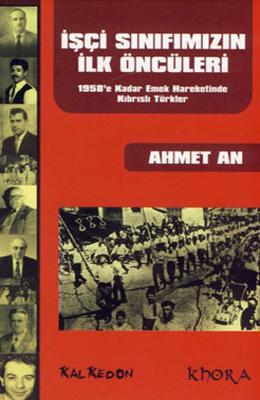 İŞÇİ SINIFIMIZIN
İLK ÖNCÜLERİ
1958'e Kadar Emek Hareketinde
Kıbrıslı Türkler
AHMET AN
KALKEDON
Khora